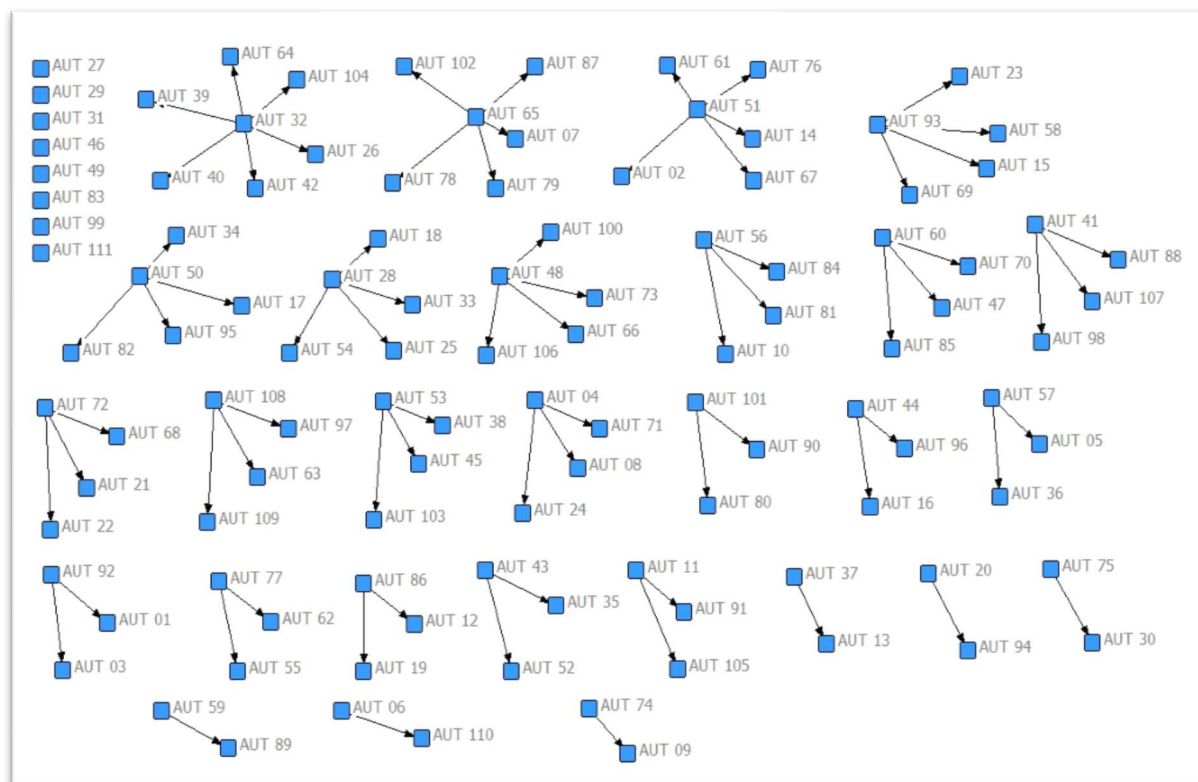 AUT 27
AUT 29
AUT 31
AUT 46
AUT 49
AUT 83
AUT 99
AUT 111
AUT 64
AUT 104
AUT 39
AUT 32
AUT 26
AUT 40
AUT 42
AUT 102
AUT 87
AUT 65
AUT 07
AUT 78
AUT 79
AUT 61
AUT 76
AUT 51
AUT 14
AUT 02
AUT 67
AUT 23
AUT 93
AUT 58
AUT 15
AUT 69
AUT 34
AUT 50
AUT 17
AUT 95
AUT 82
AUT 18
AUT 28
AUT 33
AUT 54
AUT 25
AUT 100
AUT 48
AUT 73
AUT 66
AUT 106
AUT 56
AUT 84
AUT 81
AUT 10
AUT 60
AUT 70
AUT 47
AUT 85
AUT 41
AUT 88
AUT 107
AUT 98
AUT 72
AUT 68
AUT 21
AUT 22
AUT 108
AUT 97
AUT 63
AUT 109
AUT 53
AUT 38
AUT 45
AUT 103
AUT 04
AUT 71
AUT 08
AUT 24
AUT 101
AUT 90
AUT 80
AUT 44
AUT 96
AUT 16
AUT 57
AUT 05
AUT 36
AUT 92
AUT 01
AUT 03
AUT 77
AUT 62
AUT 55
AUT 86
AUT 12
AUT 19
AUT 43
AUT 35
AUT 52
AUT 11
AUT 91
AUT 105
AUT 37
AUT 13
AUT 20
AUT 94
AUT 75
AUT 30
AUT 59
AUT 89
AUT 06
AUT 110
AUT 74
AUT 09